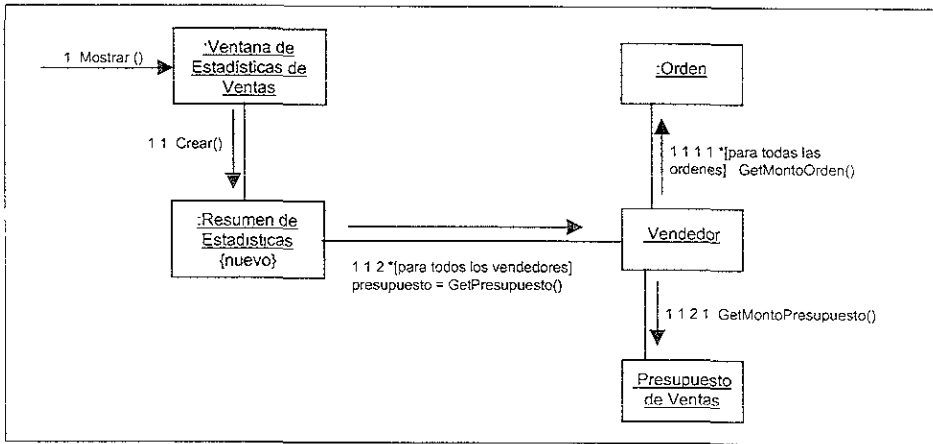 1 Mostrar ()
:Ventana de
Estadísticas de
Ventas
1 1 Crear()
:Resumen de
Estadísticas
{nuevo}
1 1 2 *[para todos los vendedores]
presupuesto = GetPresupuesto()
:Orden
1 1 1 1 *[para todas las
ordenes] GetMontoOrden()
Vendedor
1 1 2 1 GetMontoPresupuesto()
Presupuesto
de Ventas